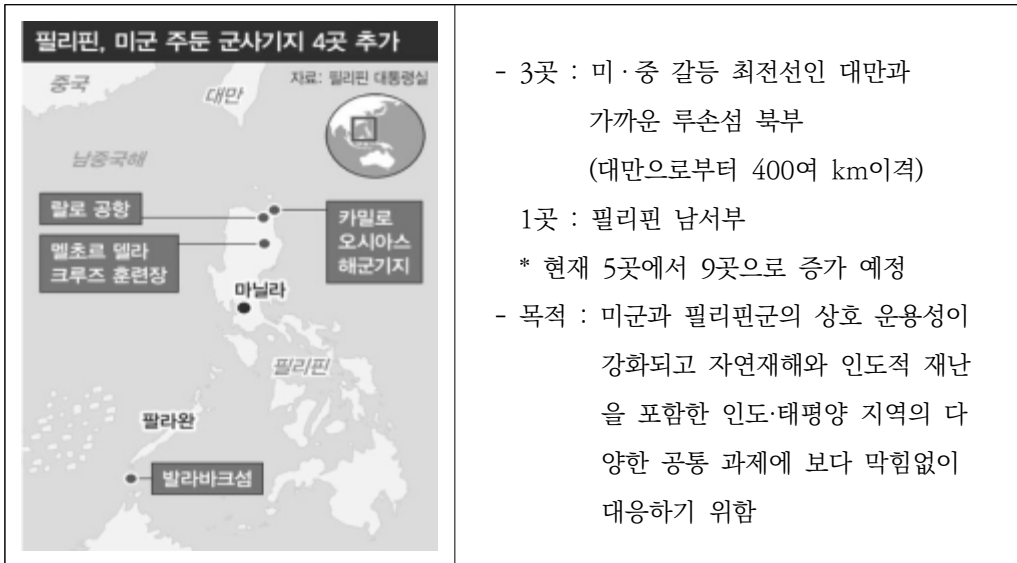 필리핀, 미군 주둔 군사기지 4곳 추가
자료: 필리핀 대통령실
중국
대만
남중국해
랄로 공항
멜초르 델라
크루즈 훈련장
카밀로
오시아스
해군기지
마닐라
필리핀
팔라완
발라바크섬
- 3곳 : 미·중 갈등 최전선인 대만과
가까운 루손섬 북부
(대만으로부터 400여 km이격)
1곳 : 필리핀 남서부
* 현재 5곳에서 9곳으로 증가 예정
- 목적 : 미군과 필리핀군의 상호 운용성이
강화되고 자연재해와 인도적 재난
을 포함한 인도·태평양 지역의 다
양한 공통 과제에 보다 막힘없이
대응하기 위함